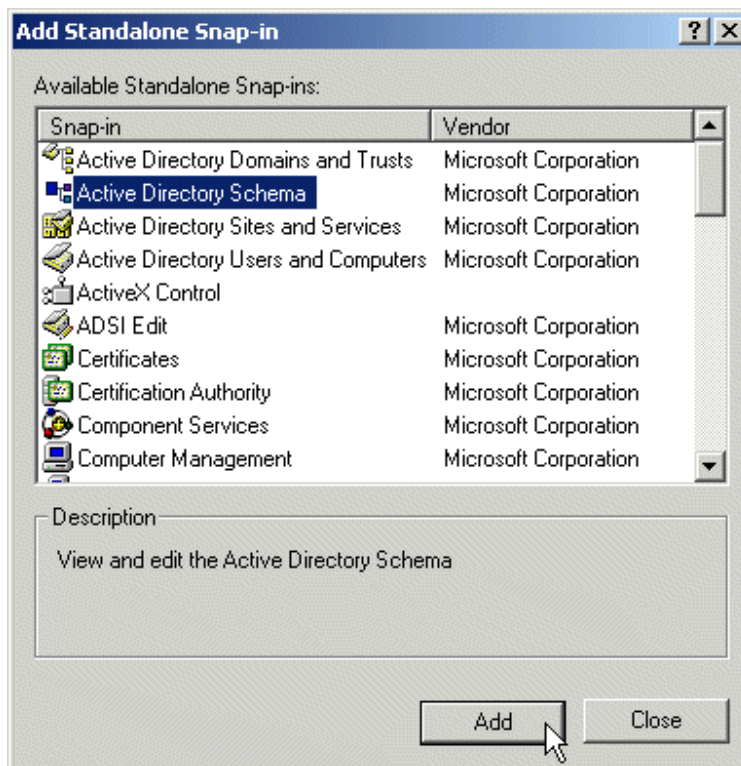 Add Standalone Snap-in
Available Standalone Snap-ins:
Snap-in Vendor
Active Directory Domains and Trusts Microsoft Corporation
Active Directory Schema Microsoft Corporation
Active Directory Sites and Services Microsoft Corporation
Active Directory Users and Computers Microsoft Corporation
ActiveX Control
ADSI Edit Microsoft Corporation
Certificates Microsoft Corporation
Certification Authority Microsoft Corporation
Component Services Microsoft Corporation
Computer Management Microsoft Corporation
Description
View and edit the Active Directory Schema
Add Close